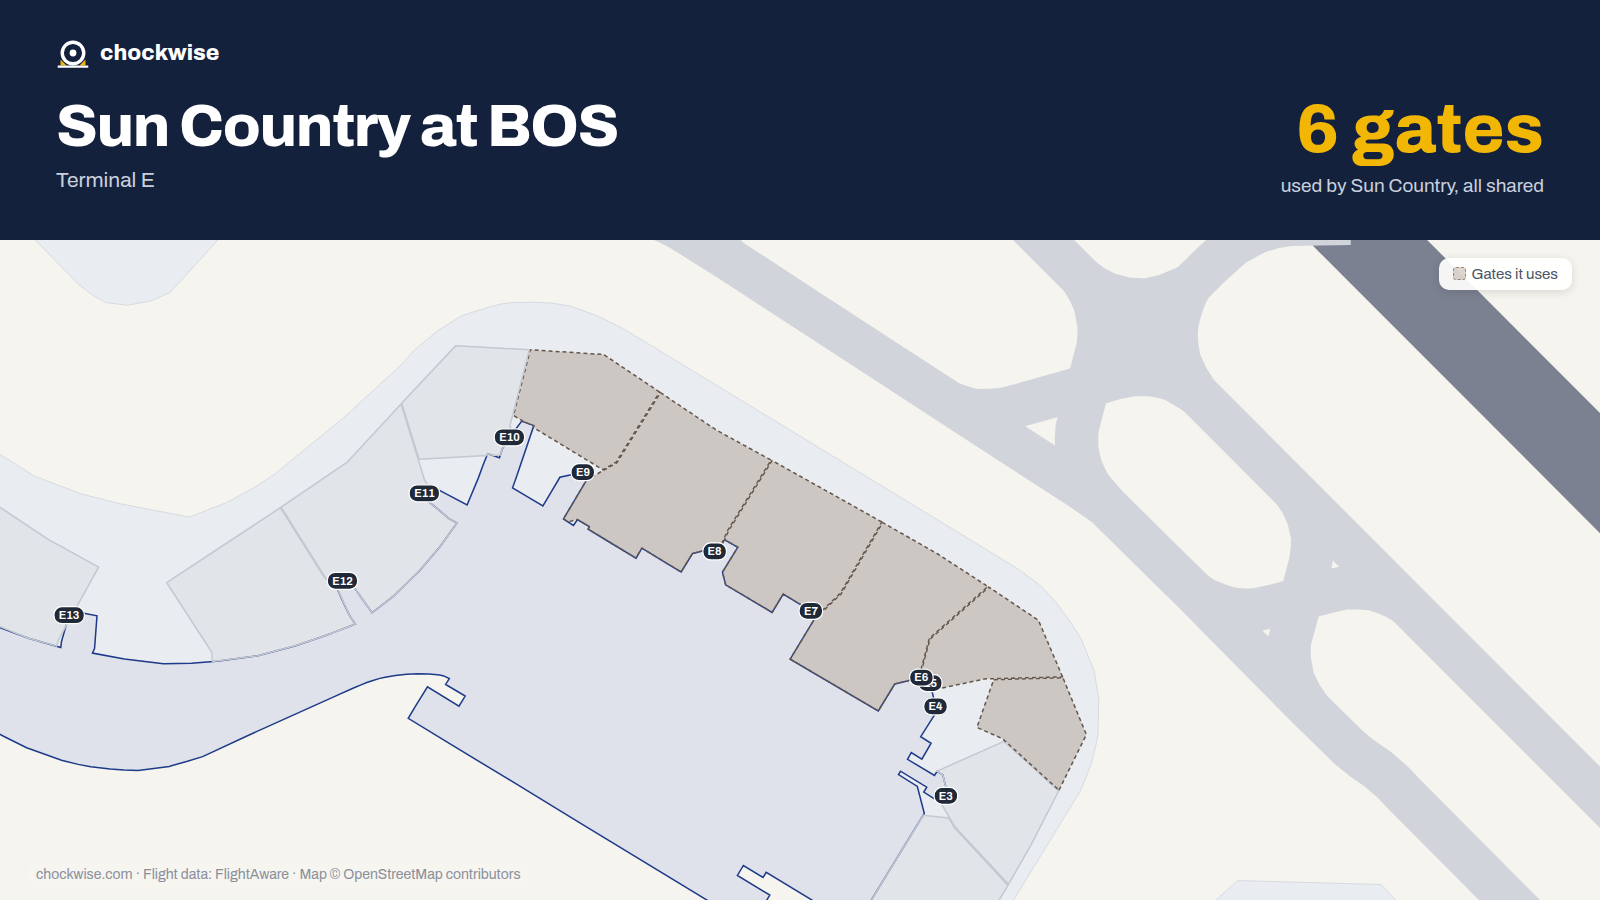 chockwise
Sun Country at BOS
Terminal E
6 gates
used by Sun Country, all shared
Gates it uses
E10
E9
E11
E8
E12
E7
E13
E6
E4
E3
chockwise.com · Flight data: FlightAware · Map © OpenStreetMap contributors